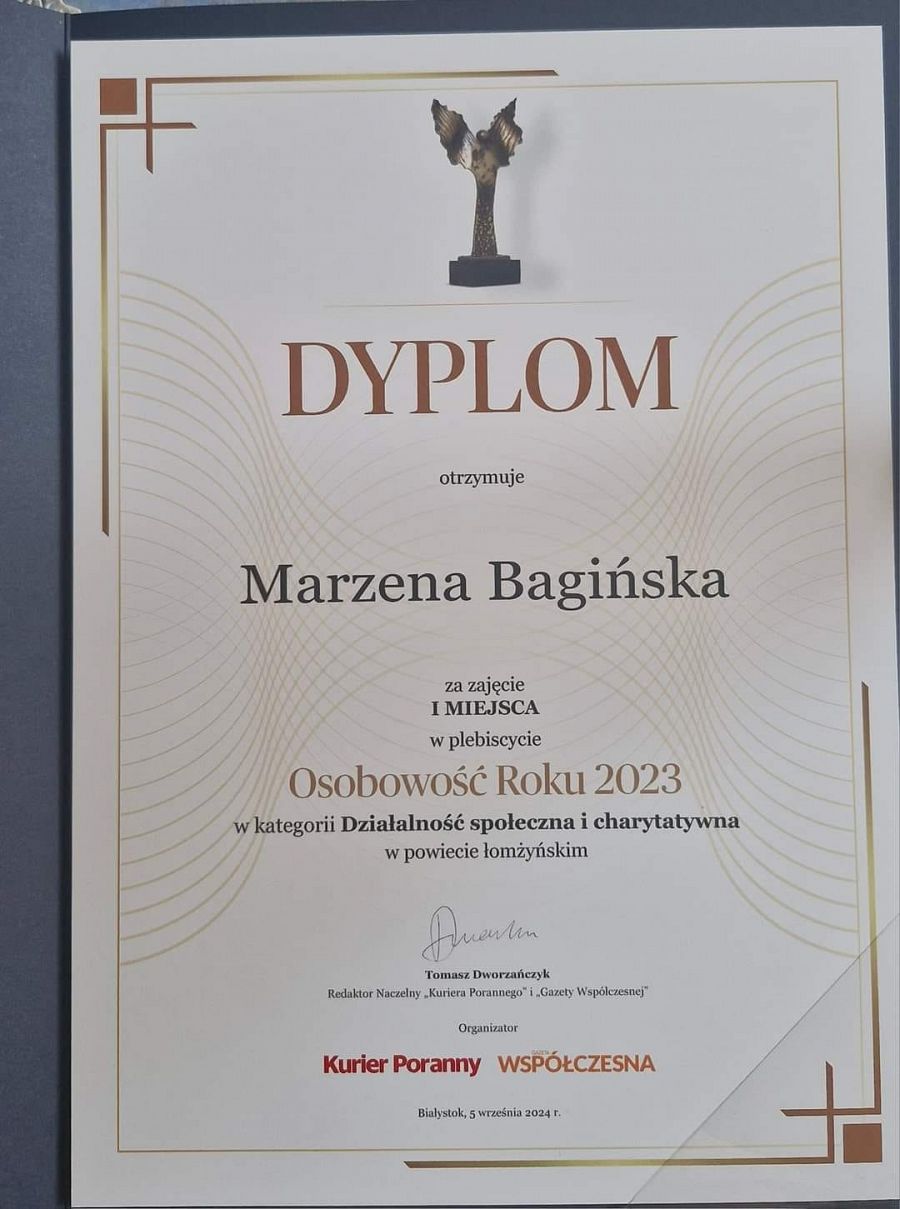 DYPLOM
otrzymuje
Marzena Bagińska
za zajęcie
I MIEJSCA
w plebiscycie
Osobowość Roku 2023
w kategorii Działalność społeczna i charytatywna
w powiecie łomżyńskim
Tomasz Dworzańczyk
Redaktor Naczelny „Kuriera Porannego" i „Gazety Współczesnej"
Organizator
Kurier Poranny GAZETA WSPÓŁCZESNA
Białystok, 5 września 2024 r.